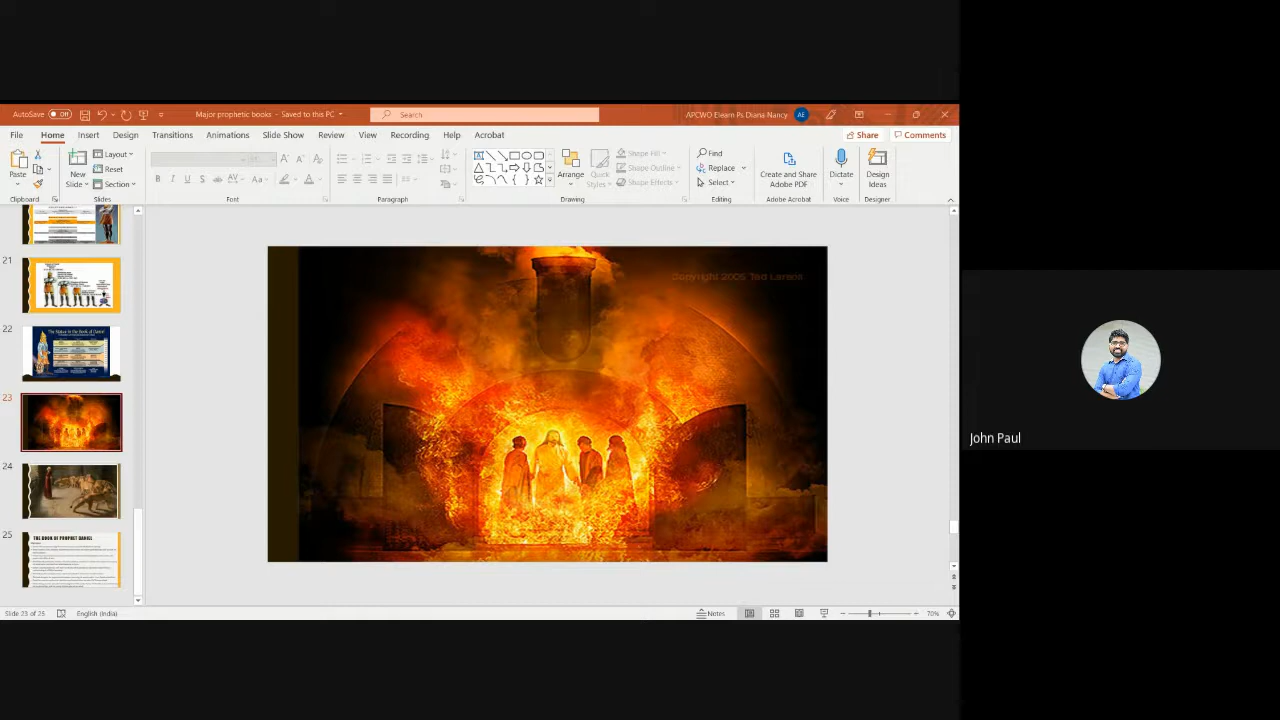 AutoSave Off
Major prophetic books - Saved to this PC
Search
APCWO Elearn Ps Diana Nancy AE
File Home Insert Design Transitions Animations Slide Show Review View Recording Help Acrobat Share Comments
Paste
New Slide
Layout
Reset
Section
Arrange
Quick Styles
Shape Fill
Shape Outline
Shape Effects
Find
Replace
Select
Create and Share Adobe PDF
Dictate
Design Ideas
Clipboard Slides Font Paragraph Drawing Editing Adobe Acrobat Voice Designer
21
22
23
24
25
THE BOOK OF PROPHET DANIEL
Copyright 2005 Ted Larson
John Paul
Slide 23 of 25 English (India) Notes 70%